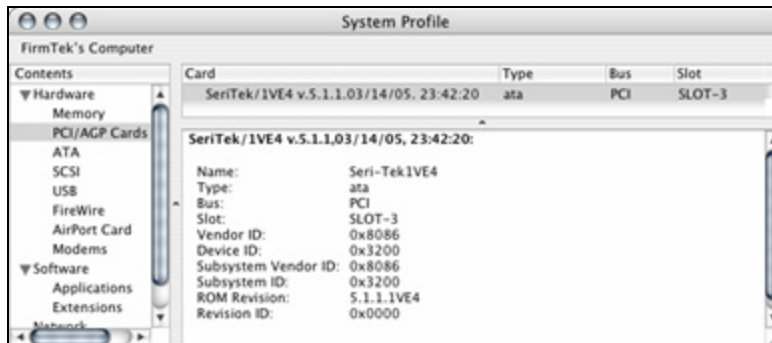 System Profile
FirmTek's Computer
Contents
Hardware
Memory
PCI/AGP Cards
ATA
SCSI
USB
FireWire
AirPort Card
Modems
Software
Applications
Extensions
Network
Card Type Bus Slot
SeriTek/1VE4 v.5.1.1.03/14/05. 23:42:20 ata PCI SLOT-3
SeriTek/1VE4 v.5.1.1,03/14/05, 23:42:20:
Name: Seri-Tek1VE4
Type: ata
Bus: PCI
Slot: SLOT-3
Vendor ID: 0x8086
Device ID: 0x3200
Subsystem Vendor ID: 0x8086
Subsystem ID: 0x3200
ROM Revision: 5.1.1.1VE4
Revision ID: 0x0000